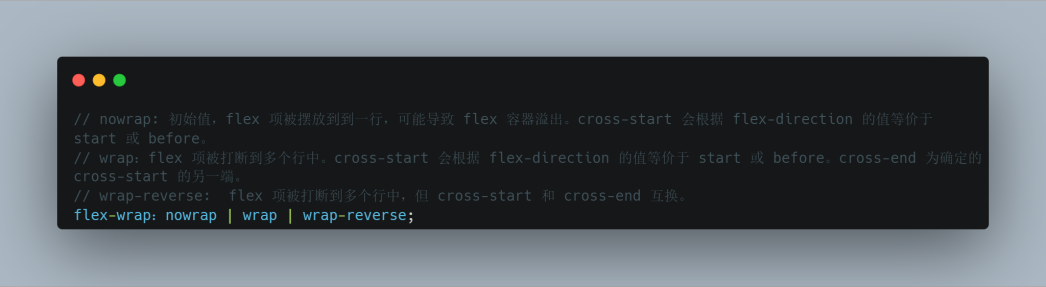 // nowrap: 初始值，flex 项被摆放到到一行，可能导致 flex 容器溢出。cross-start 会根据 flex-direction 的值等价于
start 或 before。
// wrap：flex 项被打断到多个行中。cross-start 会根据 flex-direction 的值等价于 start 或 before。cross-end 为确定的
cross-start 的另一端。
// wrap-reverse:  flex 项被打断到多个行中，但 cross-start 和 cross-end 互换。
flex-wrap：nowrap | wrap | wrap-reverse;